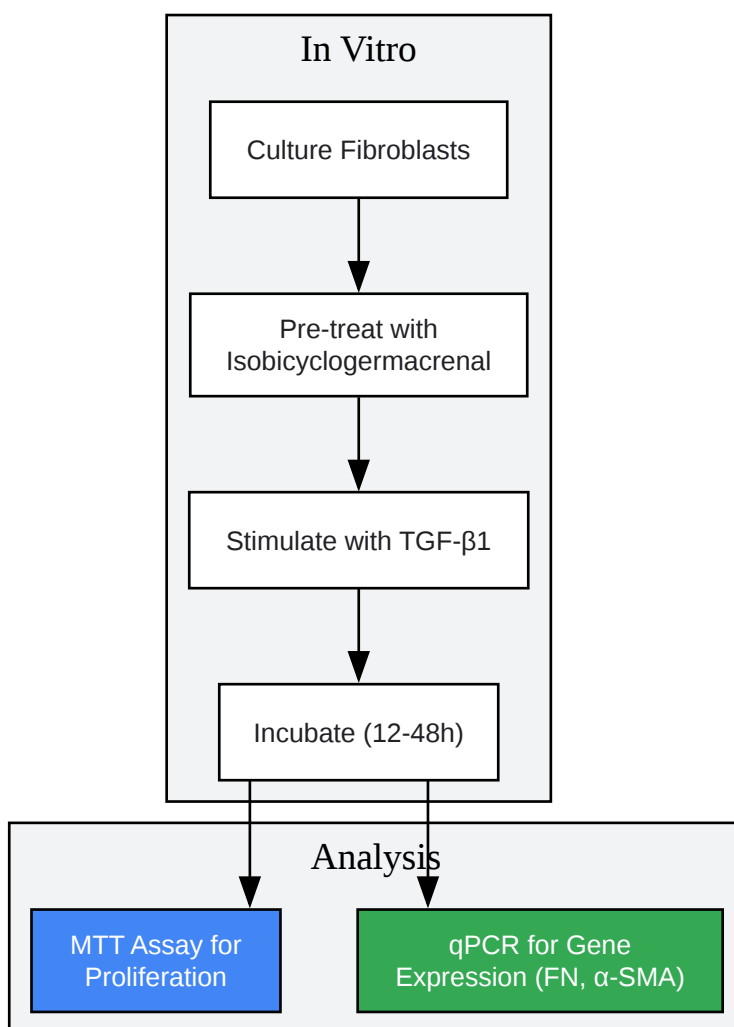 In Vitro
Culture Fibroblasts
Pre-treat with
Isobicyclogermacrenal
Stimulate with TGF-β1
Incubate (12-48h)
Analysis
MTT Assay for
Proliferation
qPCR for Gene
Expression (FN, α-SMA)